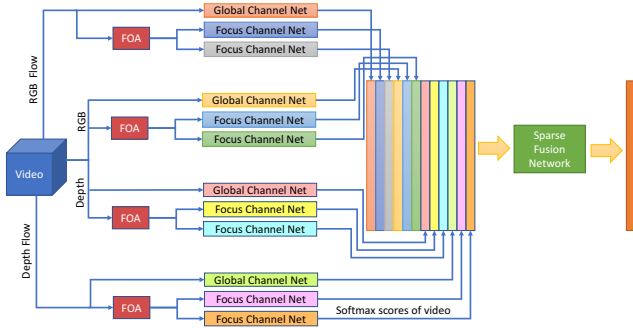 Global Channel Net
FOA
Focus Channel Net
Focus Channel Net
RGB Flow
RGB
Global Channel Net
FOA
Focus Channel Net
Focus Channel Net
Video
Sparse
Fusion
Network
Depth
Global Channel Net
FOA
Focus Channel Net
Focus Channel Net
Depth Flow
Global Channel Net
FOA
Focus Channel Net
Focus Channel Net
Softmax scores of video